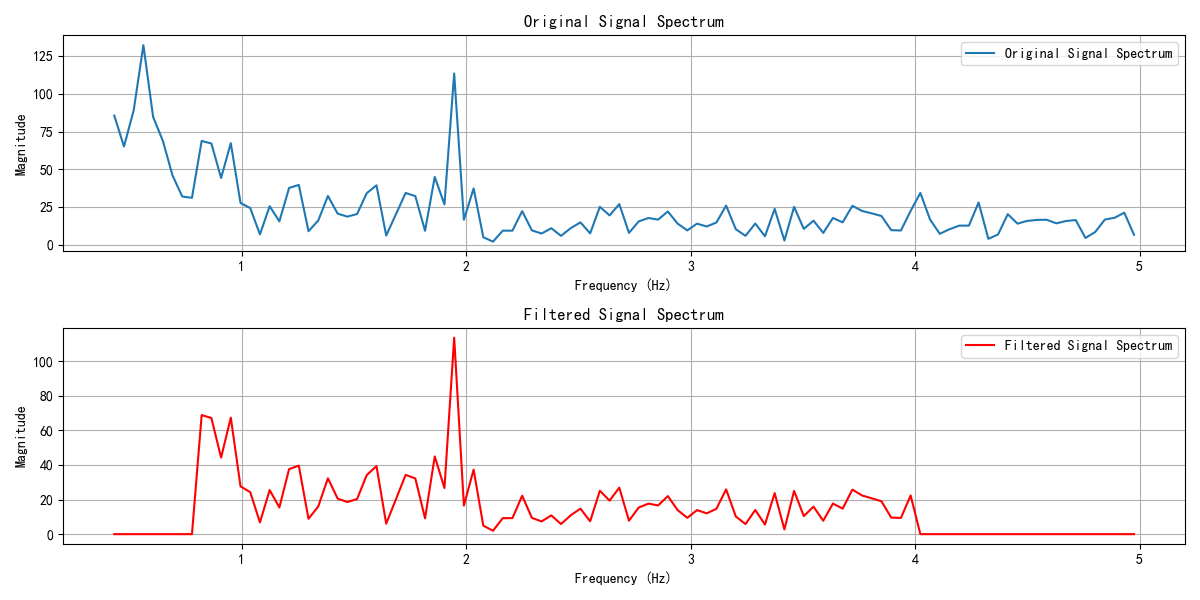 Original Signal Spectrum
Original Signal Spectrum
Magnitude
125
100
75
50
25
0
1 2 3 4 5
Frequency (Hz)
Filtered Signal Spectrum
Filtered Signal Spectrum
Magnitude
100
80
60
40
20
0
1 2 3 4 5
Frequency (Hz)